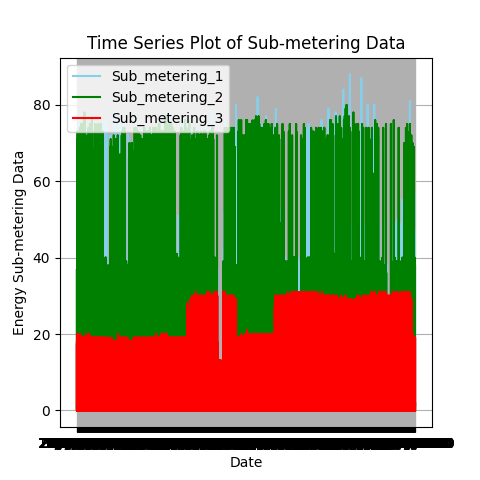 Time Series Plot of Sub-metering Data
Sub_metering_1
Sub_metering_2
Sub_metering_3
80
60
40
20
0
Energy Sub-metering Data
Date